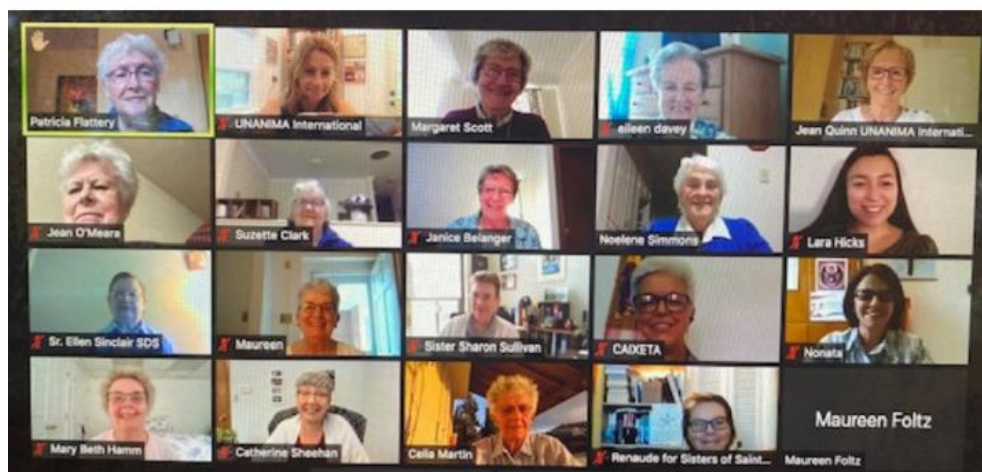 Patricia Flattery
UNANIMA International
Margaret Scott
eileen davey
Jean Quinn UNANIMA Internati...
Jean O'Meara
Suzette Clark
Janice Belanger
Noelene Simmons
Lara Hicks
Sr. Ellen Sinclair SDS
Maureen
Sister Sharon Sullivan
CAIXETA
Nonata
Mary Beth Hamm
Catherine Sheehan
Celia Martin
Renaude for Sisters of Saint...
Maureen Foltz
Maureen Foltz